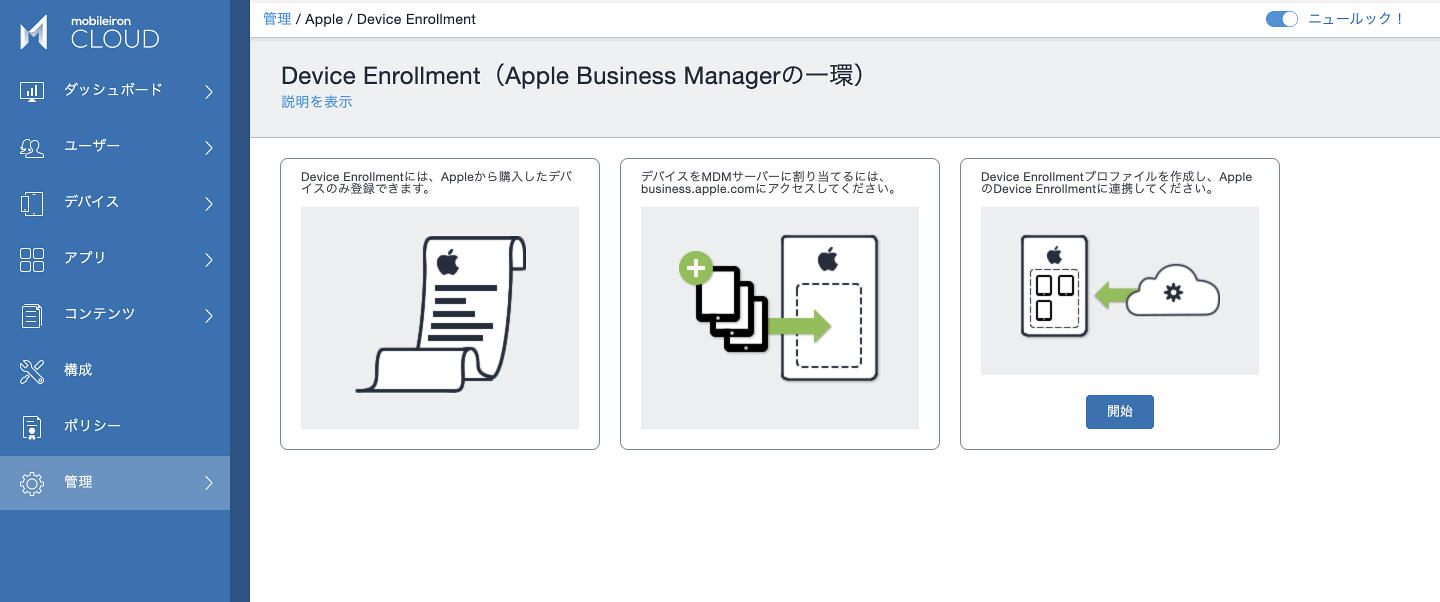 mobileiron
CLOUD
ダッシュボード
ユーザー
デバイス
アプリ
コンテンツ
構成
ポリシー
管理
管理 / Apple / Device Enrollment
ニュールック！
Device Enrollment（Apple Business Managerの一環）
説明を表示
Device Enrollmentには、Appleから購入したデバ
イスのみ登録できます。
デバイスをMDMサーバーに割り当てるには、
business.apple.comにアクセスしてください。
Device Enrollmentプロファイルを作成し、Apple
のDevice Enrollmentに連携してください。
開始